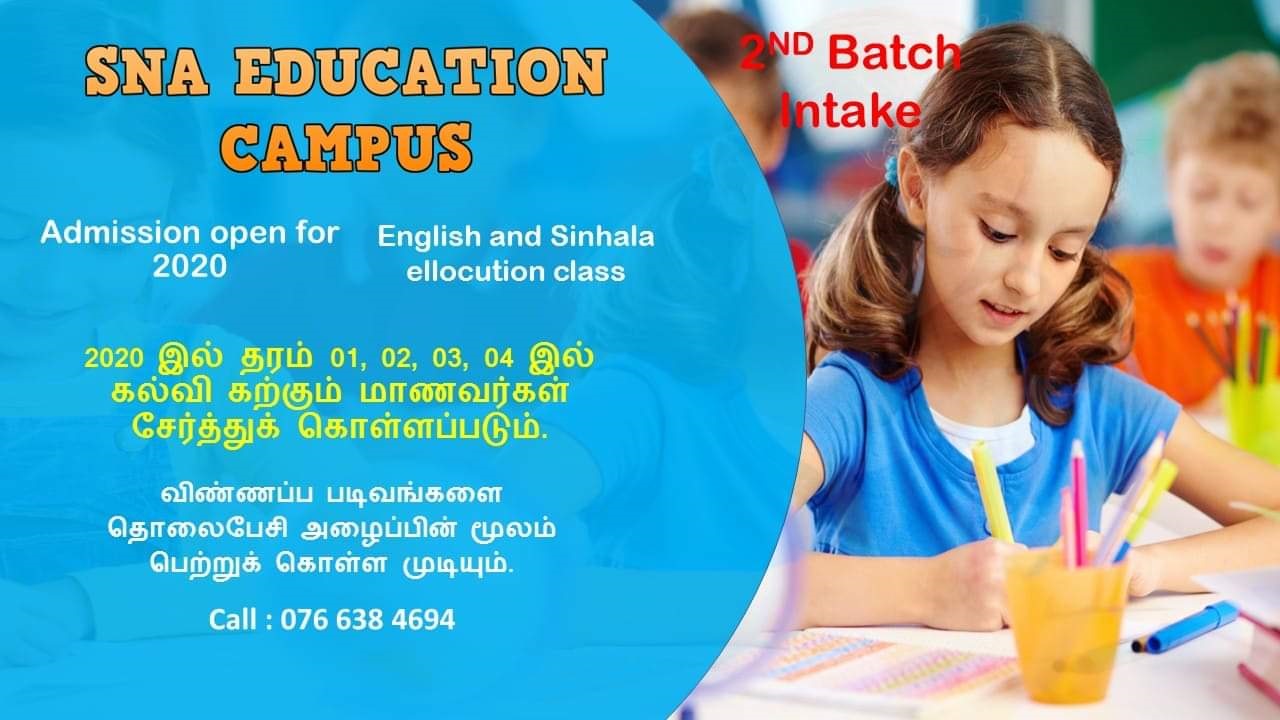 SNA EDUCATION
CAMPUS
2ND Batch
Intake
Admission open for
2020
English and Sinhala
ellocution class
2020 இல் தரம் 01, 02, 03, 04 இல்
கல்வி கற்கும் மாணவர்கள்
சேர்த்துக் கொள்ளப்படும்.
விண்ணப்ப படிவங்களை
தொலைபேசி அழைப்பின் மூலம்
பெற்றுக் கொள்ள முடியும்.
Call : 076 638 4694